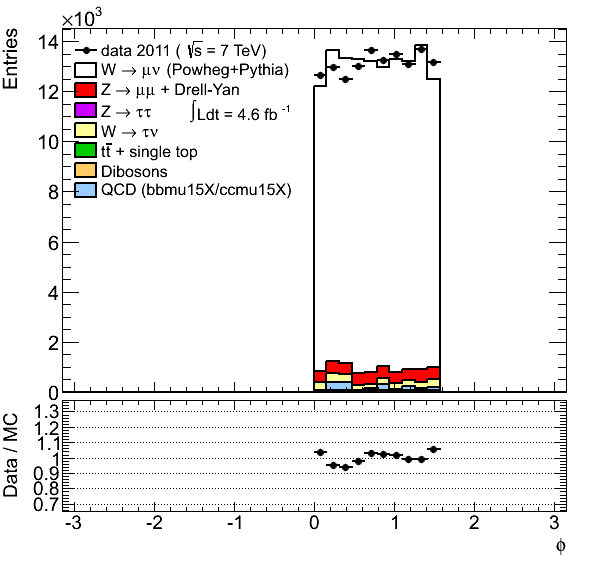 ×10³
Entries
14
12
10
8
6
4
2
0
data 2011 ( √s = 7 TeV)
W → μν (Powheg+Pythia)
Z → μμ + Drell-Yan
Z → ττ
∫Ldt = 4.6 fb⁻¹
W → τν
tt̅ + single top
Dibosons
QCD (bbmu15X/ccmu15X)
Data / MC
1.3
1.2
1.1
1
0.9
0.8
0.7
-3 -2 -1 0 1 2 3
ϕ